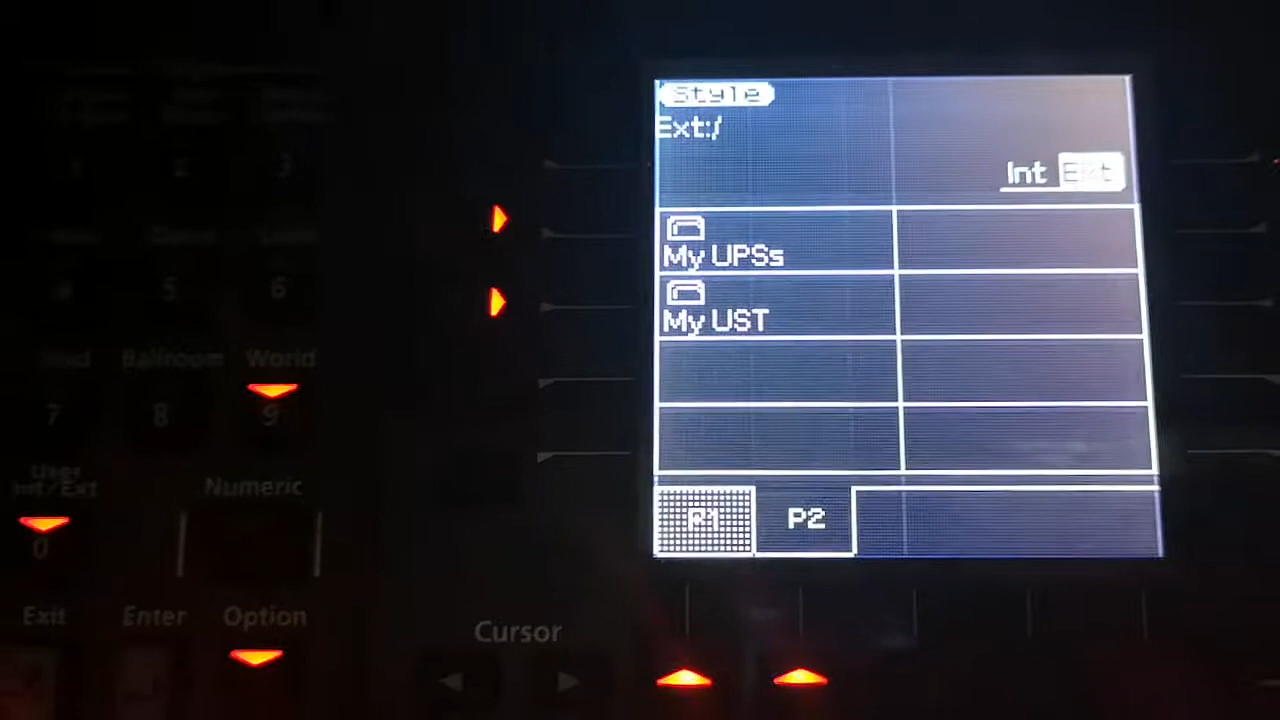 Style
Ext:/
Int Ext
My UPSs
My UST
P1 P2
1 2 3
4 5 6
Ballroom World
7 8 9
User
Int/Ext Numeric
0
Exit Enter Option
Cursor